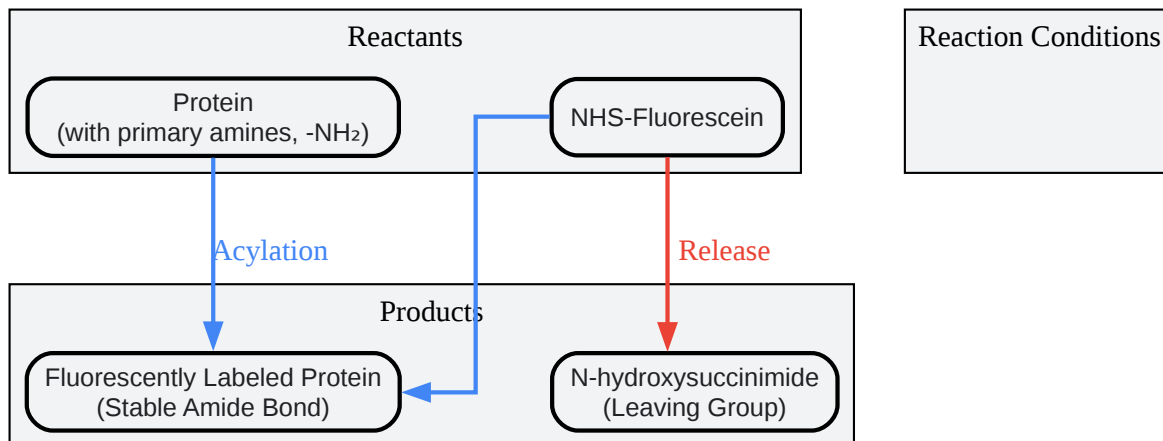 Reactants
Reaction Conditions
Protein
(with primary amines, -NH₂)
NHS-Fluorescein
Acylation
Release
Products
Fluorescently Labeled Protein
(Stable Amide Bond)
N-hydroxysuccinimide
(Leaving Group)